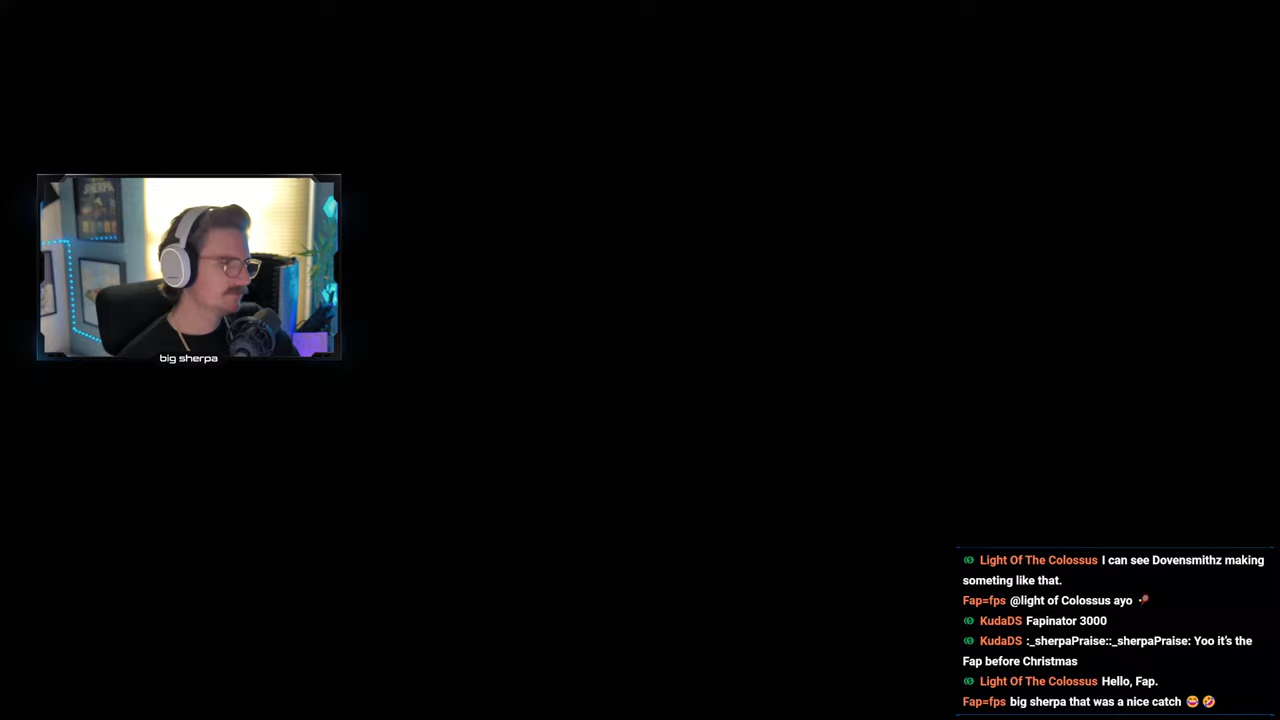 SHERPA
big sherpa
Light Of The Colossus I can see Dovensmithz making
someting like that.
Fap=fps @light of Colossus ayo
KudaDS Fapinator 3000
KudaDS :_sherpaPraise::_sherpaPraise: Yoo it’s the
Fap before Christmas
Light Of The Colossus Hello, Fap.
Fap=fps big sherpa that was a nice catch 😂 🤣